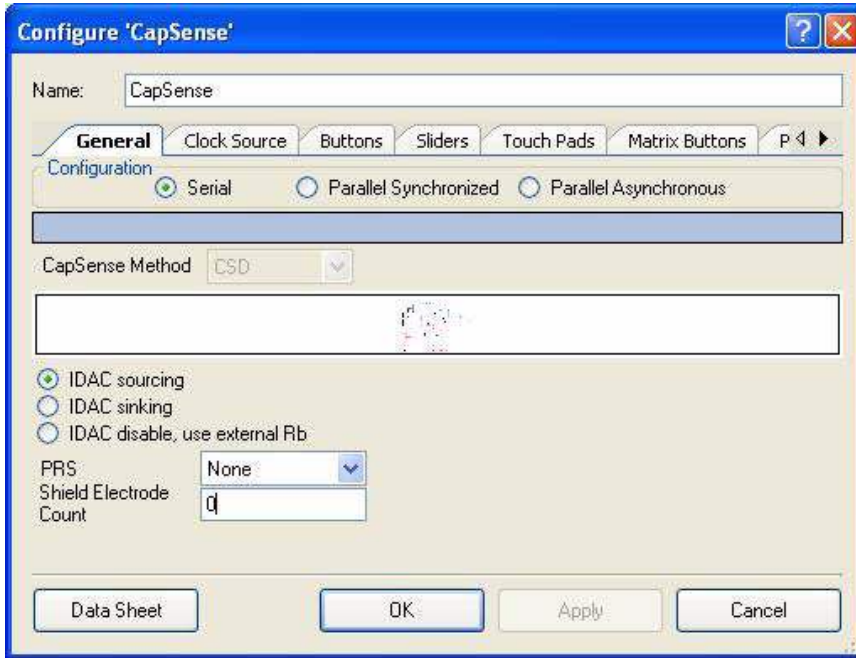 Configure 'CapSense'
Name: CapSense
General Clock Source Buttons Sliders Touch Pads Matrix Buttons P
Configuration
Serial Parallel Synchronized Parallel Asynchronous
CapSense Method CSD
IDAC sourcing
IDAC sinking
IDAC disable, use external Rb
PRS None
Shield Electrode
Count 0
Data Sheet OK Apply Cancel